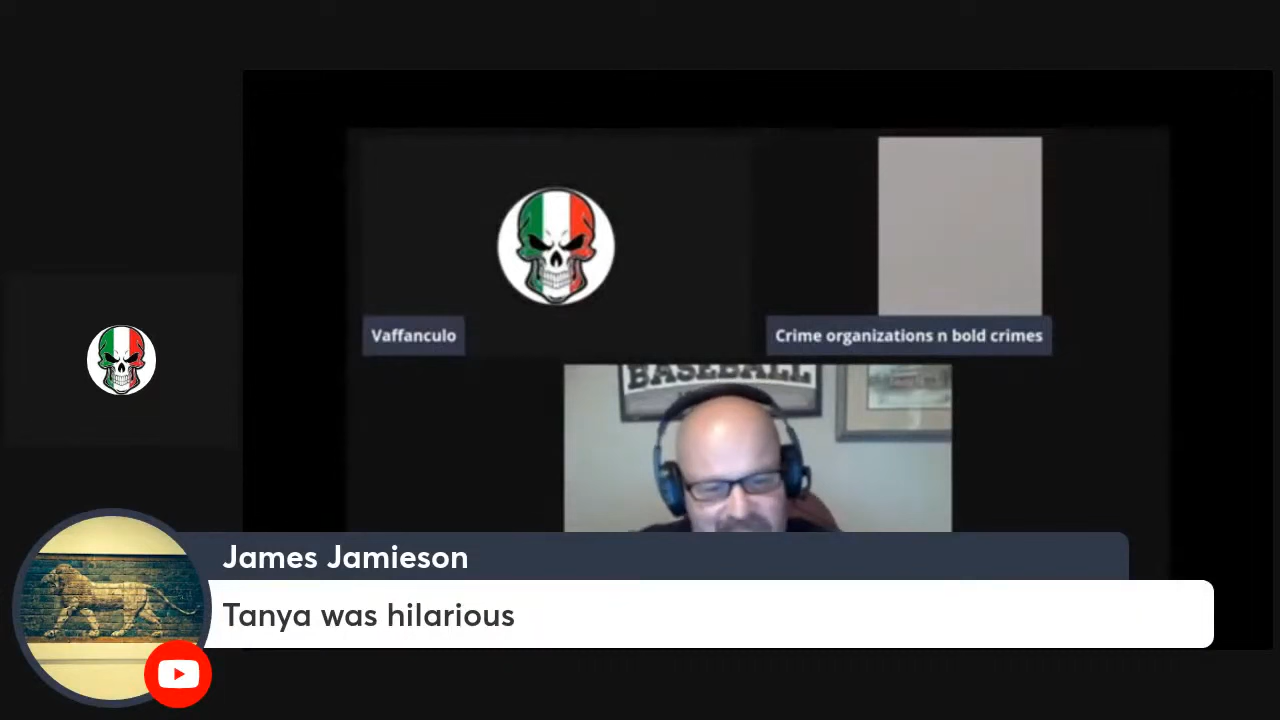 Vaffanculo
Crime organizations n bold crimes
BASEBALL
James Jamieson
Tanya was hilarious